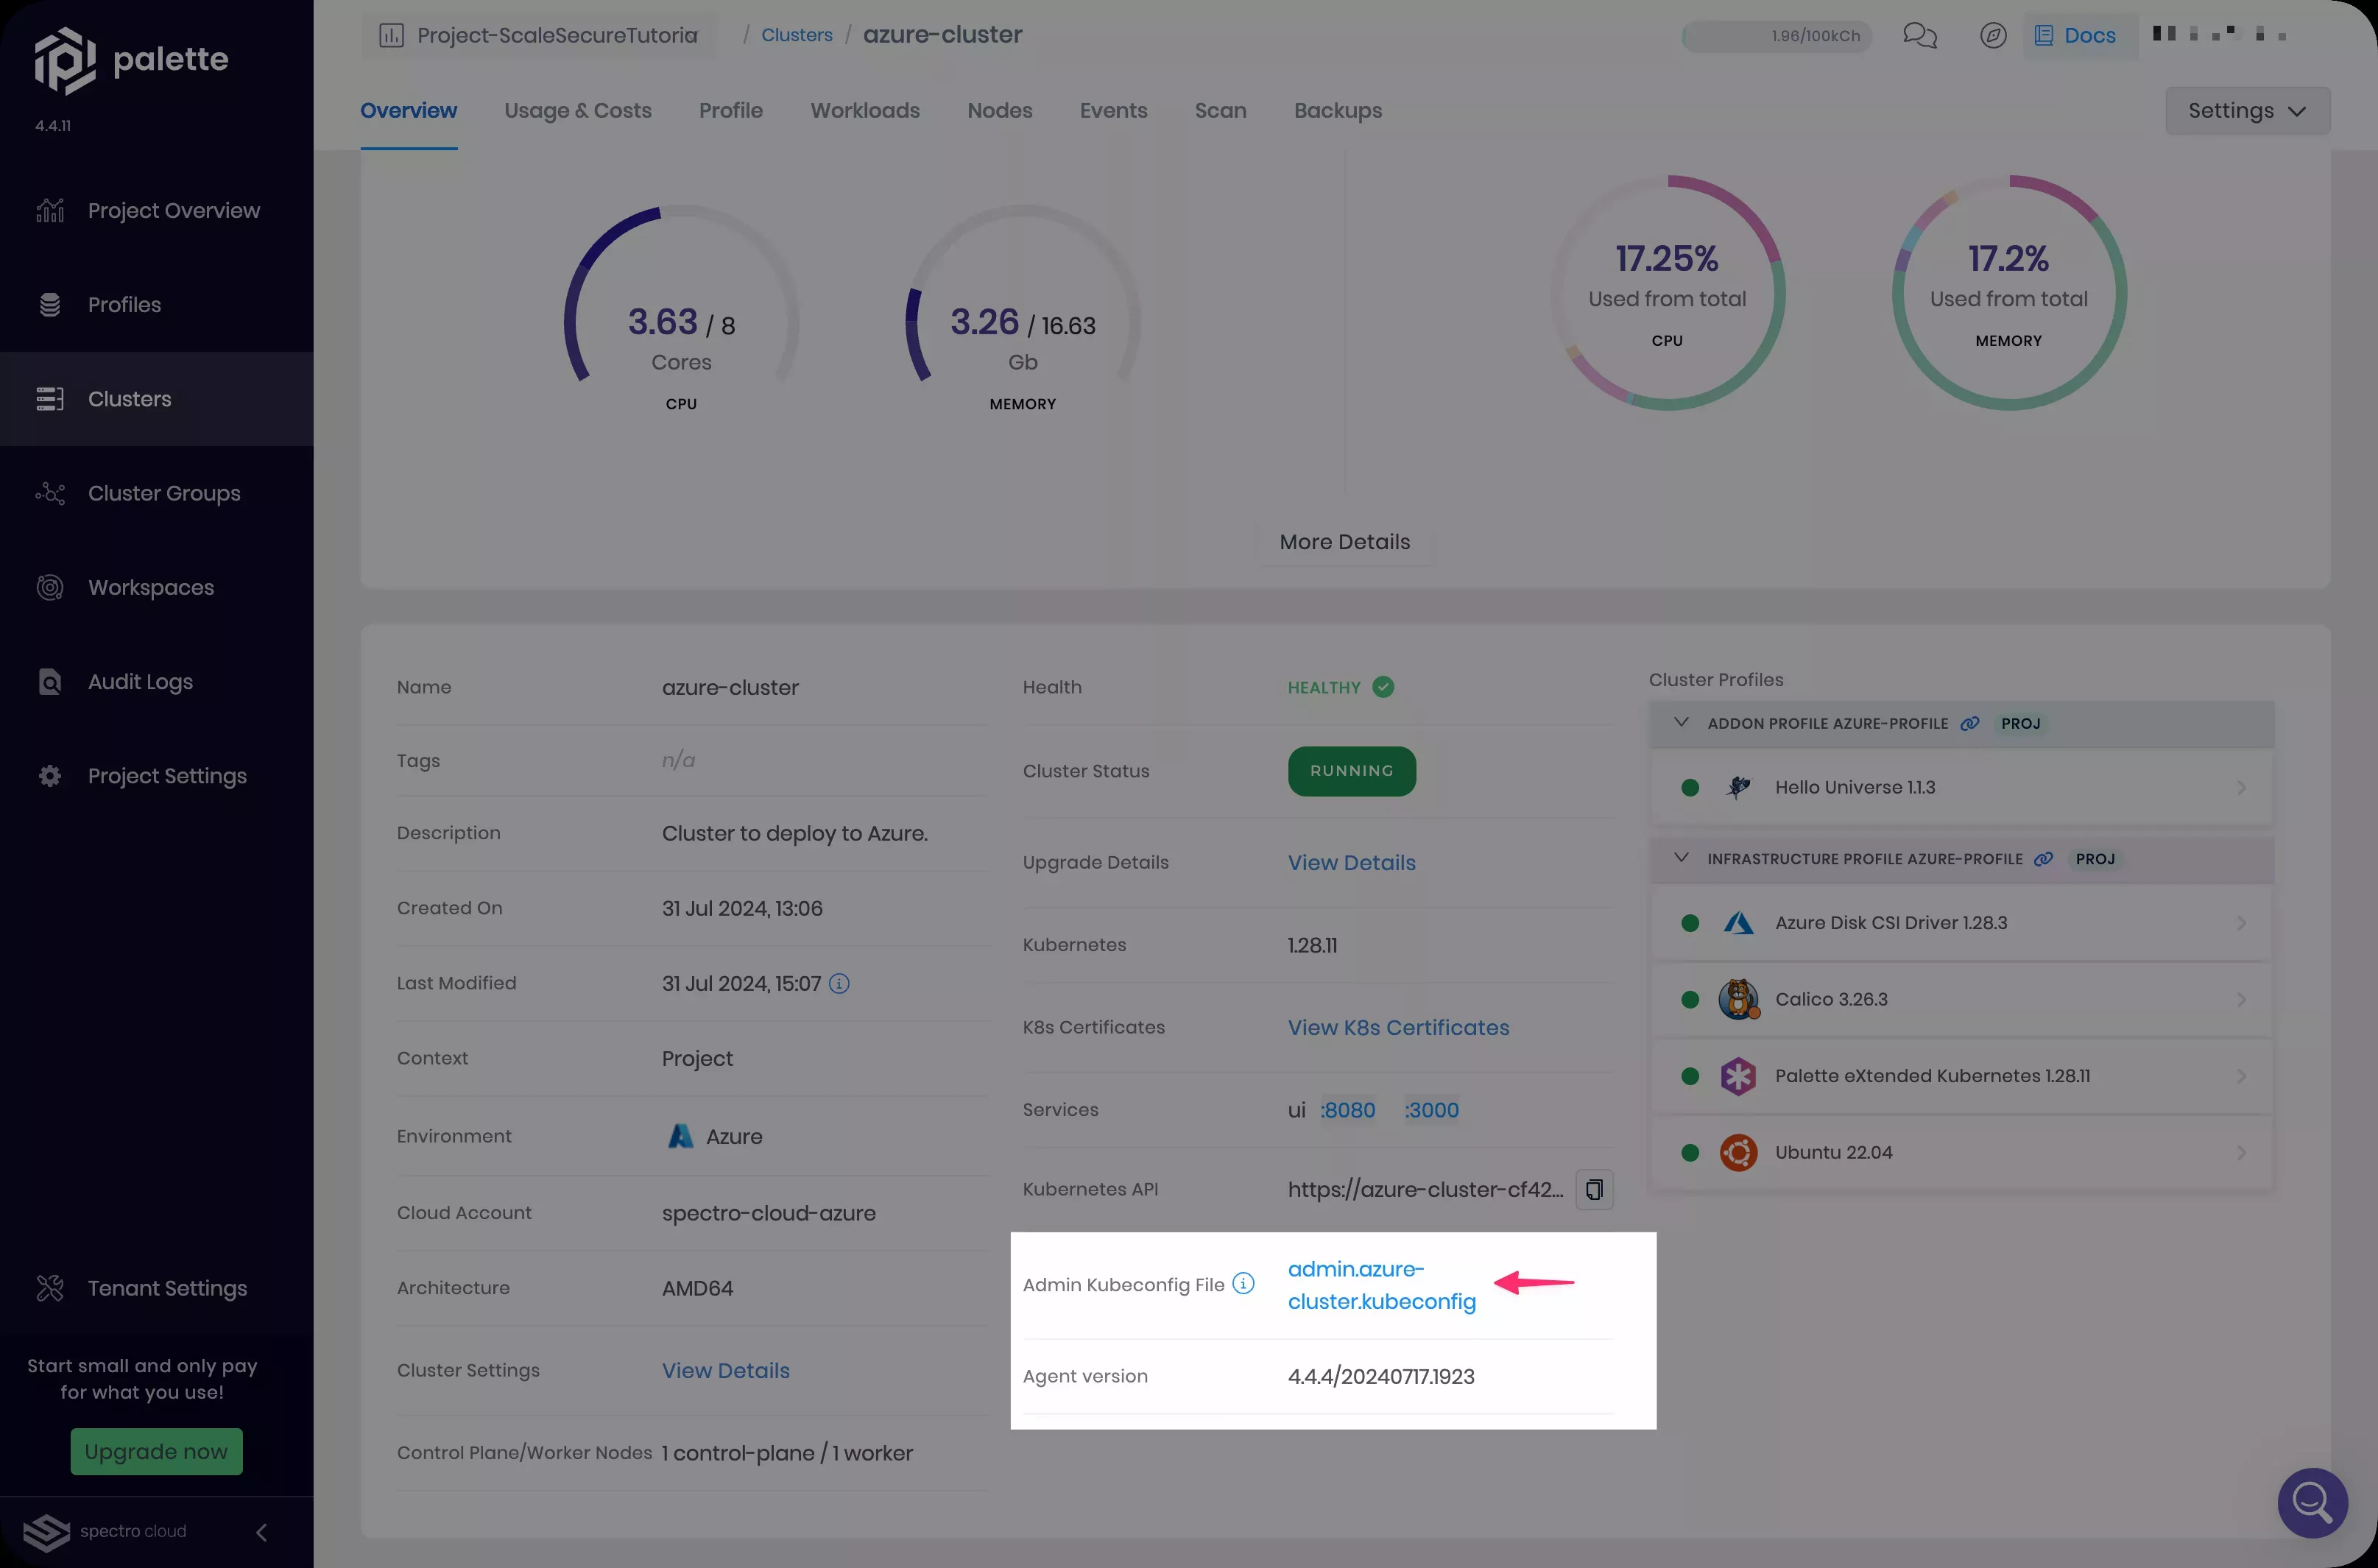 palette
4.4.11
Project Overview
Profiles
Clusters
Cluster Groups
Workspaces
Audit Logs
Project Settings
Tenant Settings
Start small and only pay
for what you use!
Upgrade now
spectro cloud
Project-ScaleSecureTutoria
/ Clusters / azure-cluster
1.96/100kCh
Docs
Overview
Usage & Costs
Profile
Workloads
Nodes
Events
Scan
Backups
Settings
3.63 / 8
Cores
CPU
3.26 / 16.63
Gb
MEMORY
17.25%
Used from total
CPU
17.2%
Used from total
MEMORY
More Details
Name azure-cluster
Tags n/a
Description Cluster to deploy to Azure.
Created On 31 Jul 2024, 13:06
Last Modified 31 Jul 2024, 15:07
Context Project
Environment Azure
Cloud Account spectro-cloud-azure
Architecture AMD64
Cluster Settings View Details
Control Plane/Worker Nodes 1 control-plane / 1 worker
Health HEALTHY
Cluster Status RUNNING
Upgrade Details View Details
Kubernetes 1.28.11
K8s Certificates View K8s Certificates
Services ui :8080 :3000
Kubernetes API https://azure-cluster-cf42...
Admin Kubeconfig File admin.azure-
cluster.kubeconfig
Agent version 4.4.4/20240717.1923
Cluster Profiles
ADDON PROFILE AZURE-PROFILE PROJ
Hello Universe 1.1.3
INFRASTRUCTURE PROFILE AZURE-PROFILE PROJ
Azure Disk CSI Driver 1.28.3
Calico 3.26.3
Palette eXtended Kubernetes 1.28.11
Ubuntu 22.04